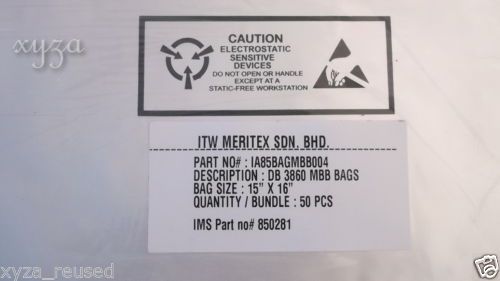 xyza
CAUTION
ELECTROSTATIC
SENSITIVE
DEVICES
DO NOT OPEN OR HANDLE
EXCEPT AT A
STATIC-FREE WORKSTATION
ITW MERITEX SDN. BHD.
PART NO# : IA85BAGMBB004
DESCRIPTION : DB 3860 MBB BAGS
BAG SIZE : 15" X 16"
QUANTITY / BUNDLE : 50 PCS
IMS Part no# 850281
xyza_reused
xyza_reused